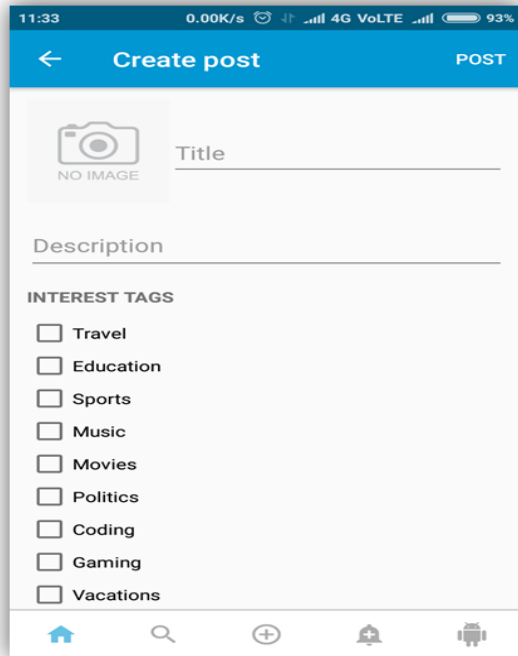 11:33 0.00K/s 4G VoLTE 93%
Create post POST
NO IMAGE
Title
Description
INTEREST TAGS
Travel
Education
Sports
Music
Movies
Politics
Coding
Gaming
Vacations